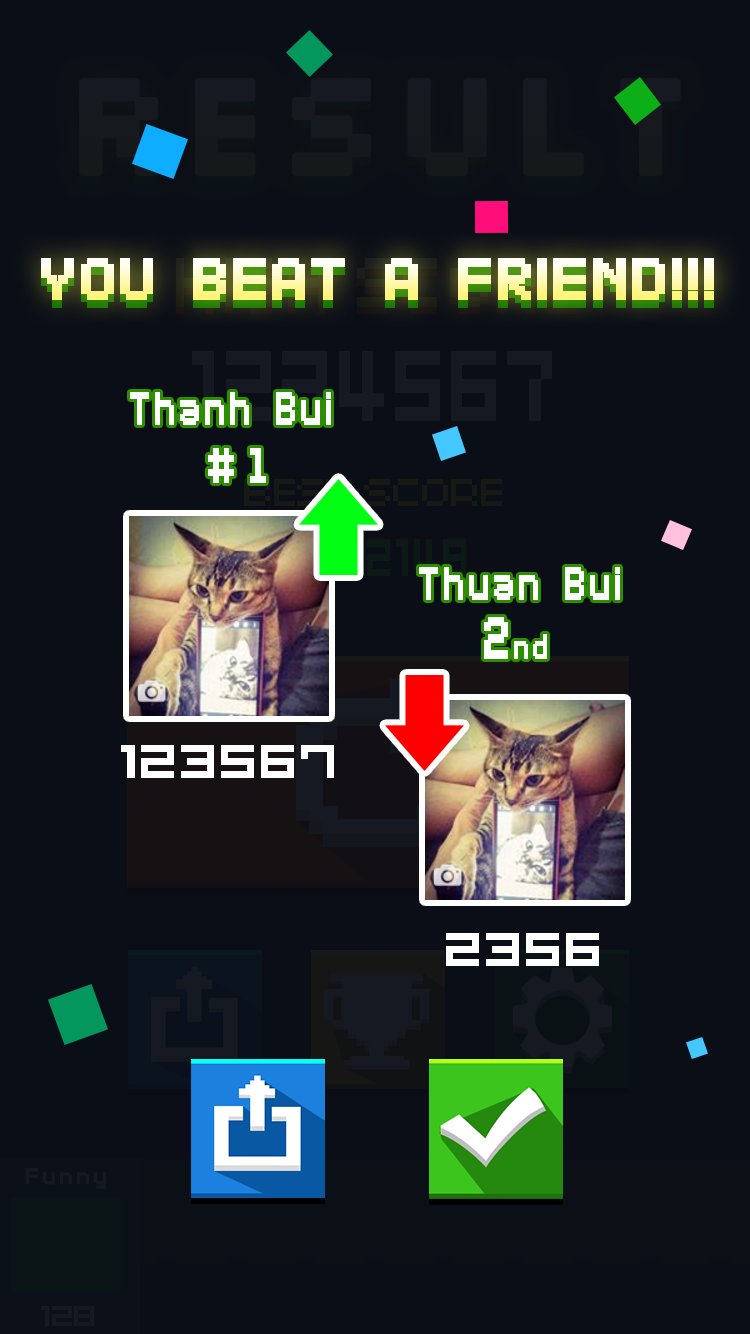 RESULT
YOU BEAT A FRIEND!!!
1234567
Thanh Bui
#1
BEST SCORE
Thuan Bui
2nd
123567
2356
Funny
128